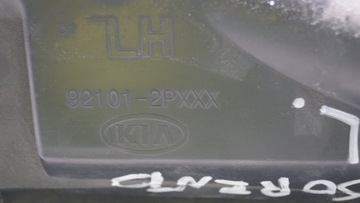 LH
92101-2PXXX
KIA
SORENTO